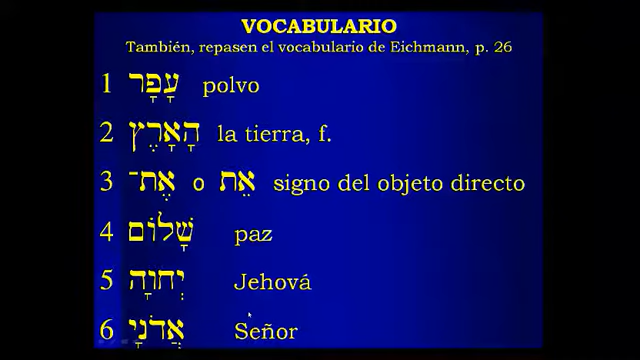 VOCABULARIO
También, repasen el vocabulario de Eichmann, p. 26
1 עָפָר polvo
2 הָאָרֶץ la tierra, f.
3 אֶת־ o אֵת signo del objeto directo
4 שָׁלוֹם paz
5 יְהוָה Jehová
6 אֲדֹנָי Señor